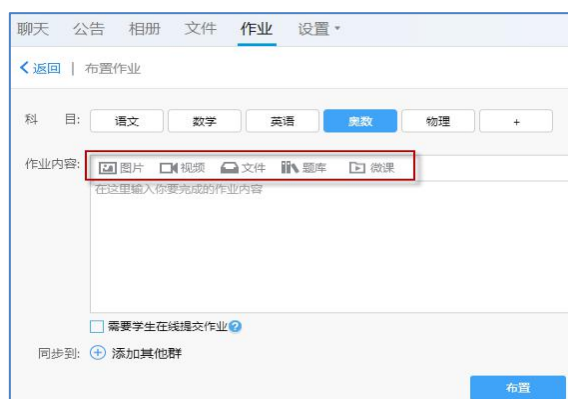 聊天 公告 相册 文件 作业 设置
返回 | 布置作业
科 目: 语文 数学 英语 奥数 物理 +
作业内容: 图片 视频 文件 题库 微课
在这里输入你要完成的作业内容
需要学生在线提交作业 ?
同步到: 添加其他群
布置